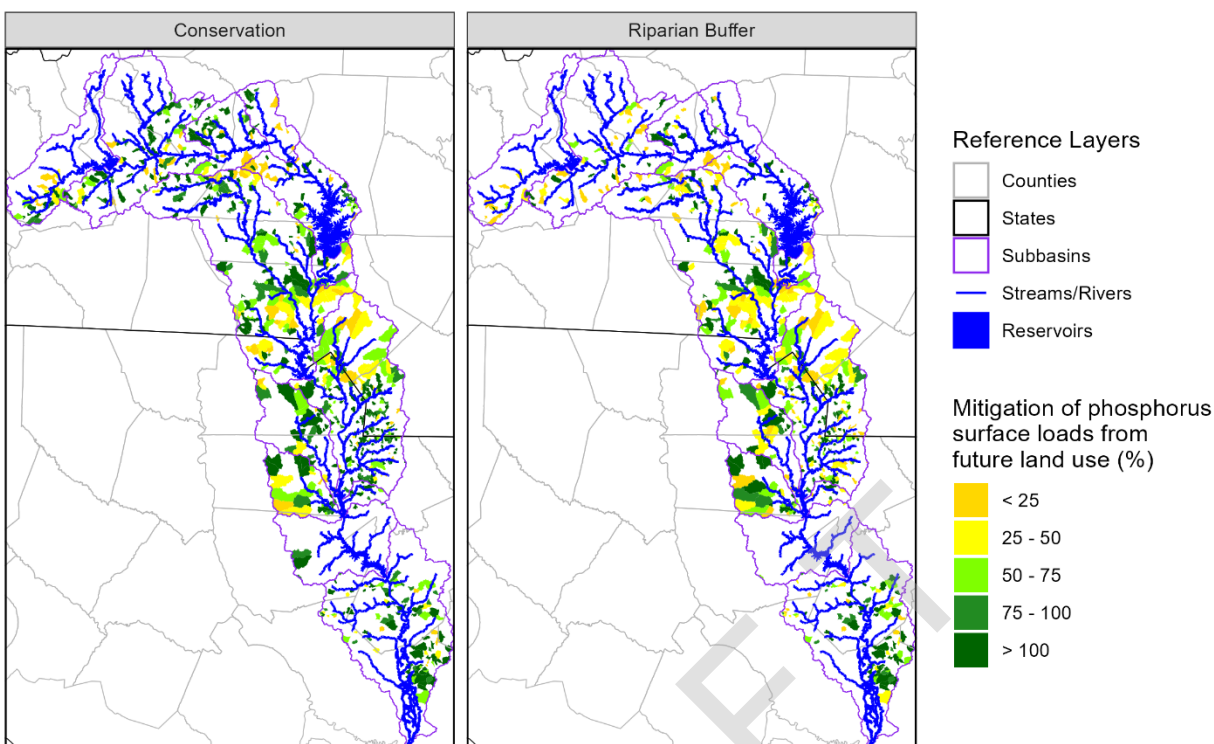 Conservation
Riparian Buffer
Reference Layers
Counties
States
Subbasins
Streams/Rivers
Reservoirs
Mitigation of phosphorus
surface loads from
future land use (%)
< 25
25 - 50
50 - 75
75 - 100
> 100
F T